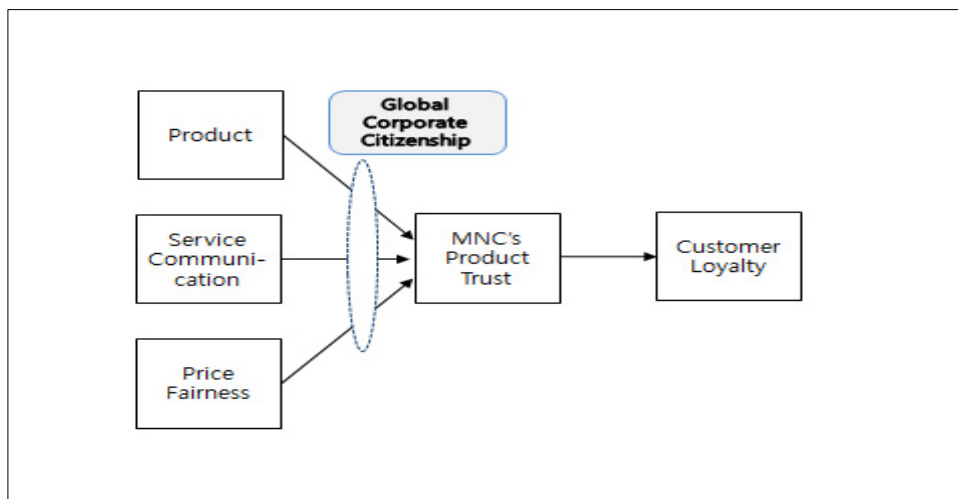 Global
Corporate
Citizenship
Product
Service
Communi-
cation
Price
Fairness
MNC's
Product
Trust
Customer
Loyalty